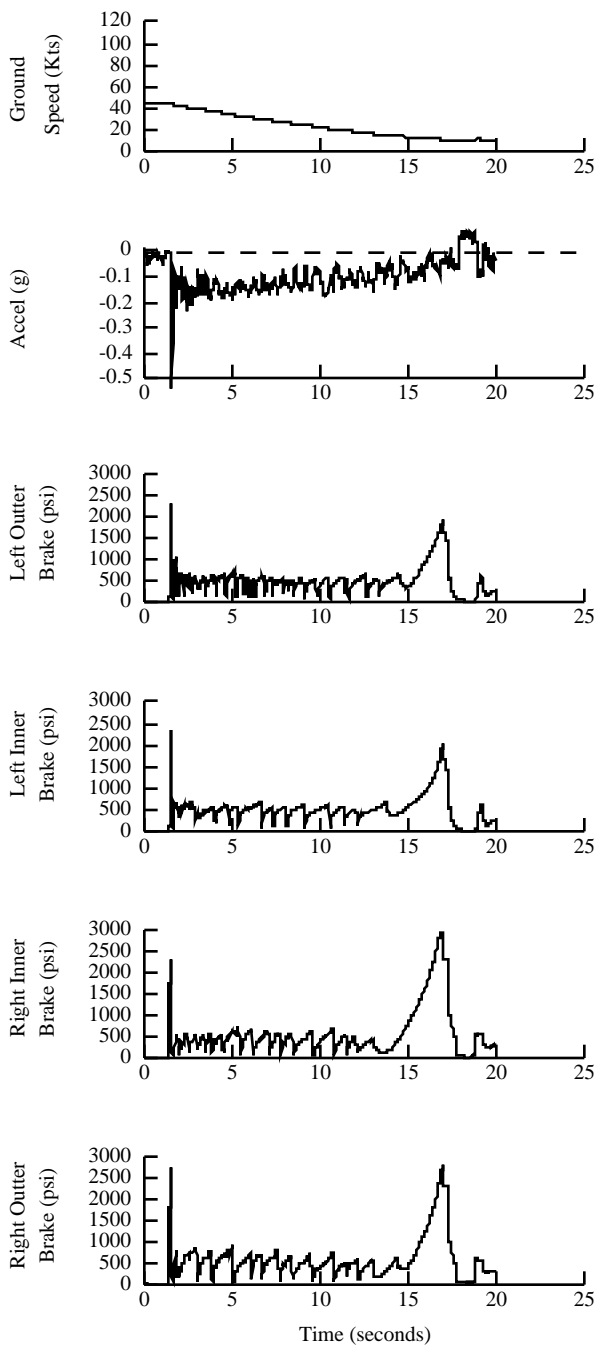 Ground
Speed (Kts)
120
100
80
60
40
20
0
0 5 10 15 20 25
Accel (g)
0
-0.1
-0.2
-0.3
-0.4
-0.5
0 5 10 15 20 25
Left Outter
Brake (psi)
3000
2500
2000
1500
1000
500
0
0 5 10 15 20 25
Left Inner
Brake (psi)
3000
2500
2000
1500
1000
500
0
0 5 10 15 20 25
Right Inner
Brake (psi)
3000
2500
2000
1500
1000
500
0
0 5 10 15 20 25
Right Outter
Brake (psi)
3000
2500
2000
1500
1000
500
0
0 5 10 15 20 25
Time (seconds)